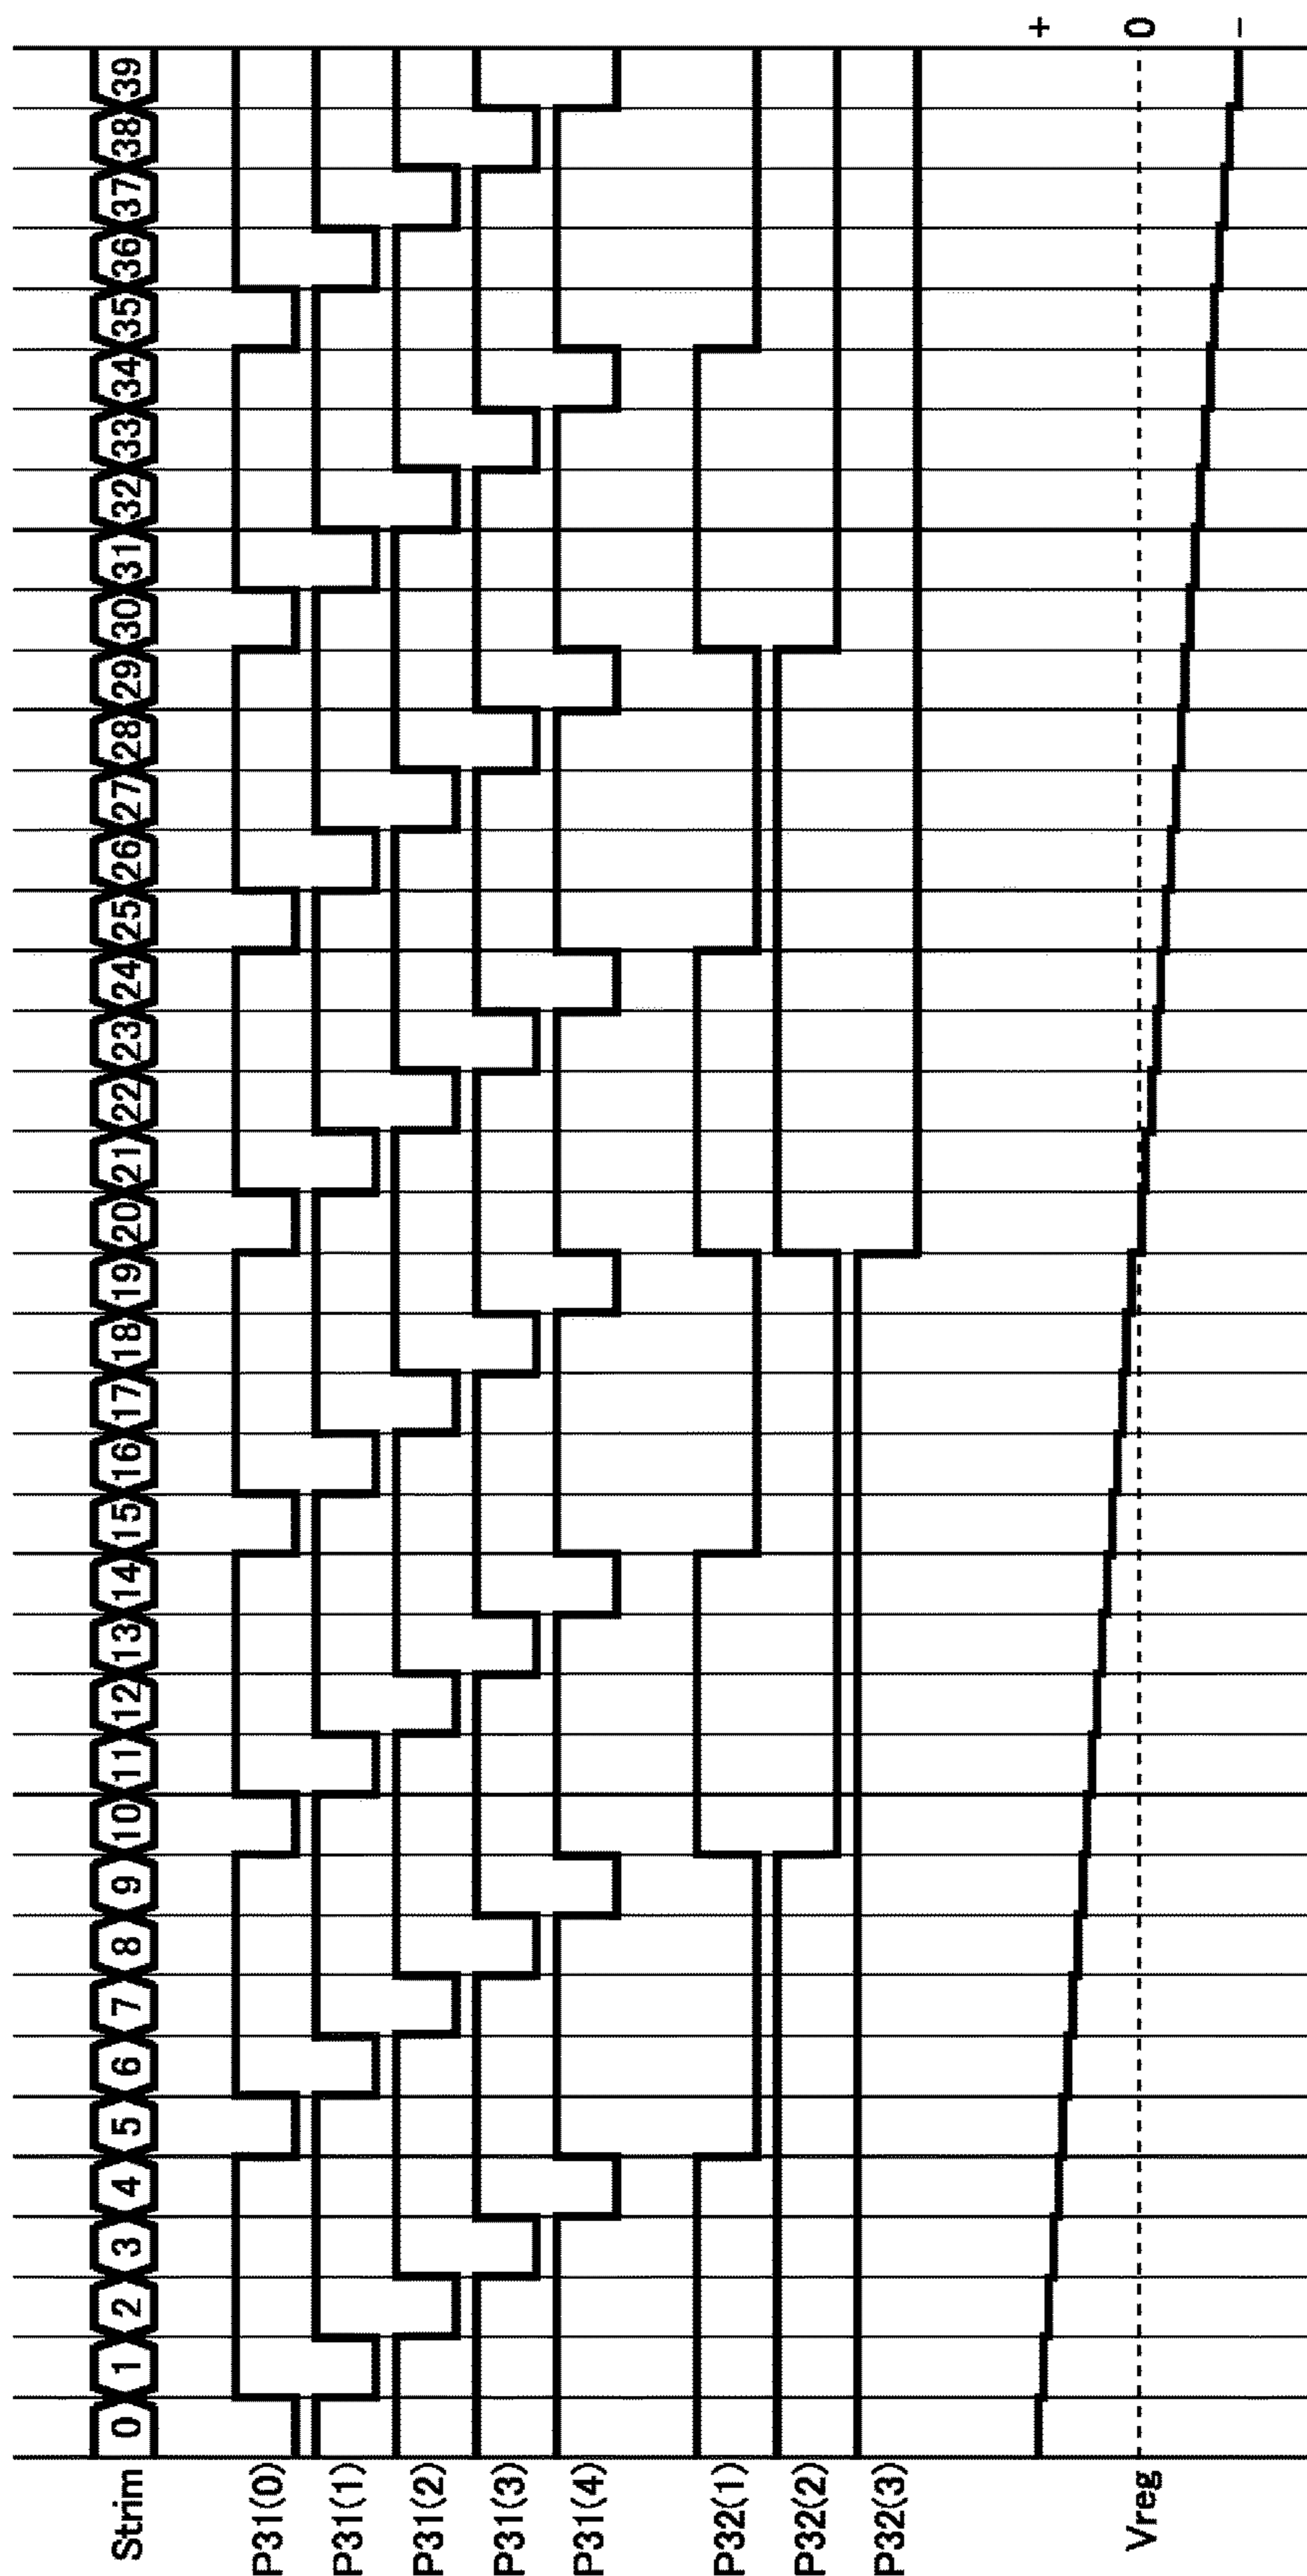 Strim 0 1 2 3 4 5 6 7 8 9 10 11 12 13 14 15 16 17 18 19 20 21 22 23 24 25 26 27 28 29 30 31 32 33 34 35 36 37 38 39
P31(0)
P31(1)
P31(2)
P31(3)
P31(4)
P32(1)
P32(2)
P32(3)
+
Vreg 0
−